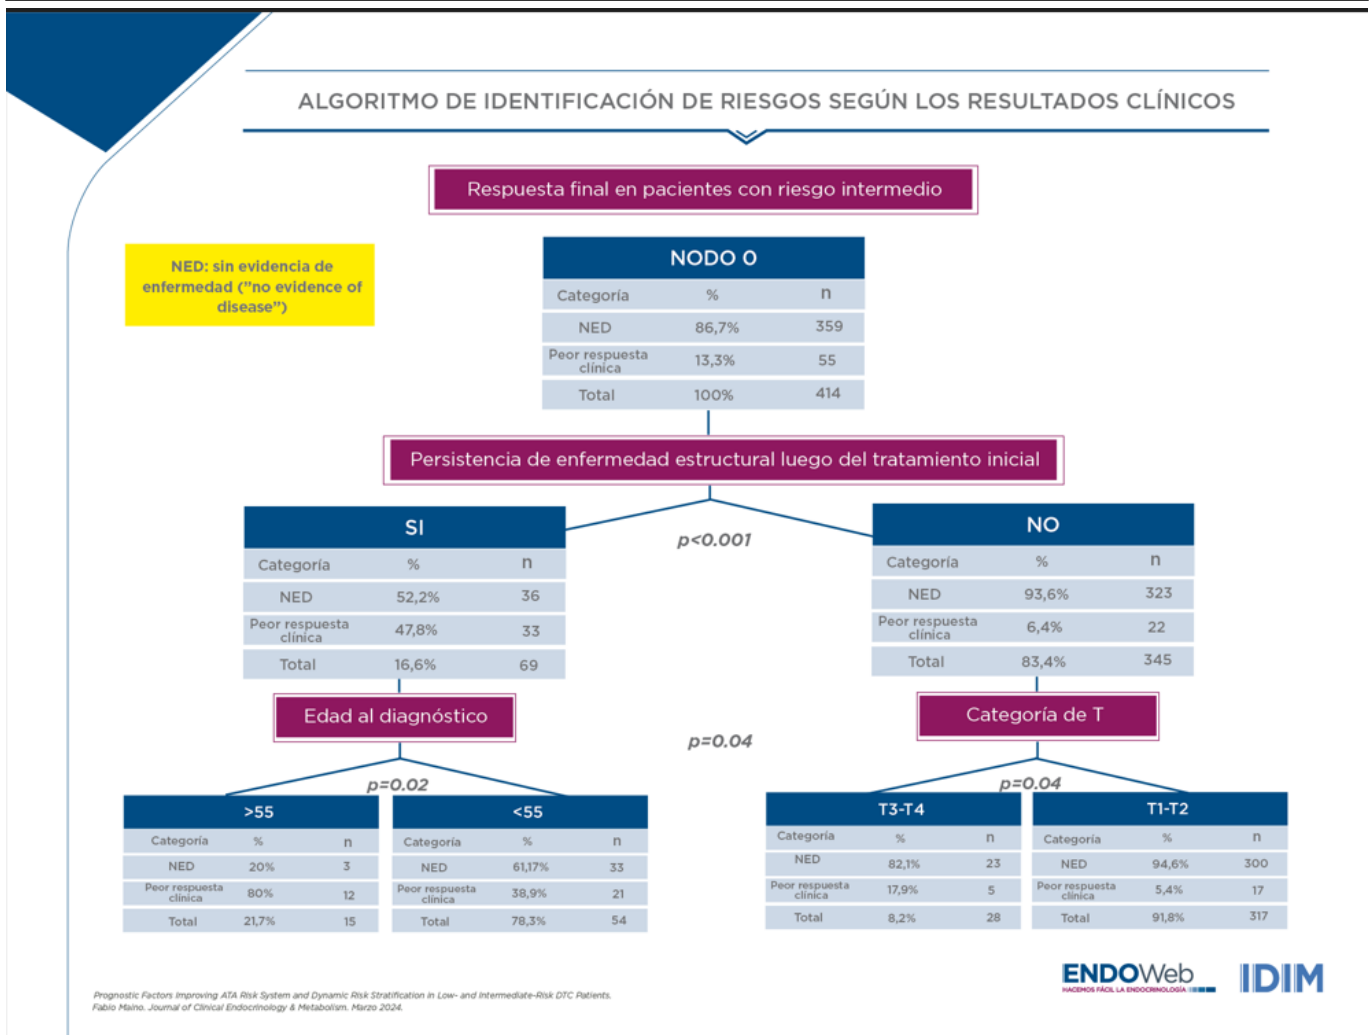 ALGORITMO DE IDENTIFICACIÓN DE RIESGOS SEGÚN LOS RESULTADOS CLÍNICOS
Respuesta final en pacientes con riesgo intermedio
NED: sin evidencia de
enfermedad ("no evidence of
disease")
NODO 0
Categoría % n
NED 86,7% 359
Peor respuesta
clínica 13,3% 55
Total 100% 414
Persistencia de enfermedad estructural luego del tratamiento inicial
p<0.001
SI
Categoría % n
NED 52,2% 36
Peor respuesta
clínica 47,8% 33
Total 16,6% 69
NO
Categoría % n
NED 93,6% 323
Peor respuesta
clínica 6,4% 22
Total 83,4% 345
Edad al diagnóstico
p=0.04
Categoría de T
p=0.02
p=0.04
>55
Categoría % n
NED 20% 3
Peor respuesta
clínica 80% 12
Total 21,7% 15
<55
Categoría % n
NED 61,17% 33
Peor respuesta
clínica 38,9% 21
Total 78,3% 54
T3-T4
Categoría % n
NED 82,1% 23
Peor respuesta
clínica 17,9% 5
Total 8,2% 28
T1-T2
Categoría % n
NED 94,6% 300
Peor respuesta
clínica 5,4% 17
Total 91,8% 317
Prognostic Factors Improving ATA Risk System and Dynamic Risk Stratification in Low- and Intermediate-Risk DTC Patients.
Fabio Maino. Journal of Clinical Endocrinology & Metabolism. Marzo 2024.
ENDOWeb
HACEMOS FÁCIL LA ENDOCRINOLOGÍA
IDIM